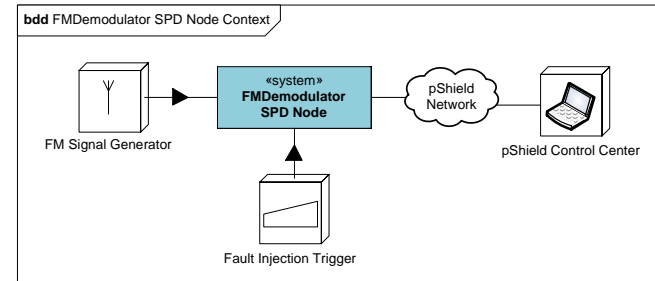 bdd FMDemodulator SPD Node Context
«system»
FMDemodulator
SPD Node
pShield
Network
FM Signal Generator
pShield Control Center
Fault Injection Trigger